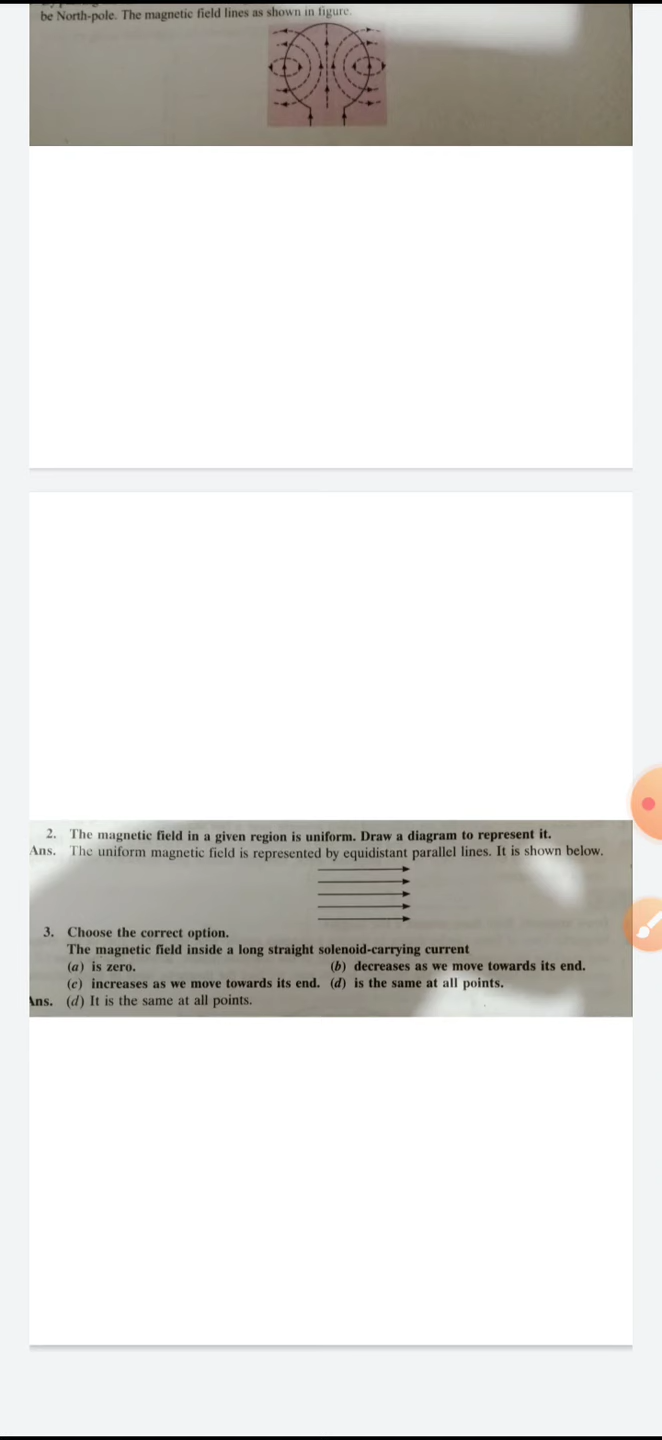 be North-pole. The magnetic field lines as shown in figure.
2. The magnetic field in a given region is uniform. Draw a diagram to represent it.
Ans. The uniform magnetic field is represented by equidistant parallel lines. It is shown below.
3. Choose the correct option.
The magnetic field inside a long straight solenoid-carrying current
(a) is zero. (b) decreases as we move towards its end.
(c) increases as we move towards its end. (d) is the same at all points.
Ans. (d) It is the same at all points.